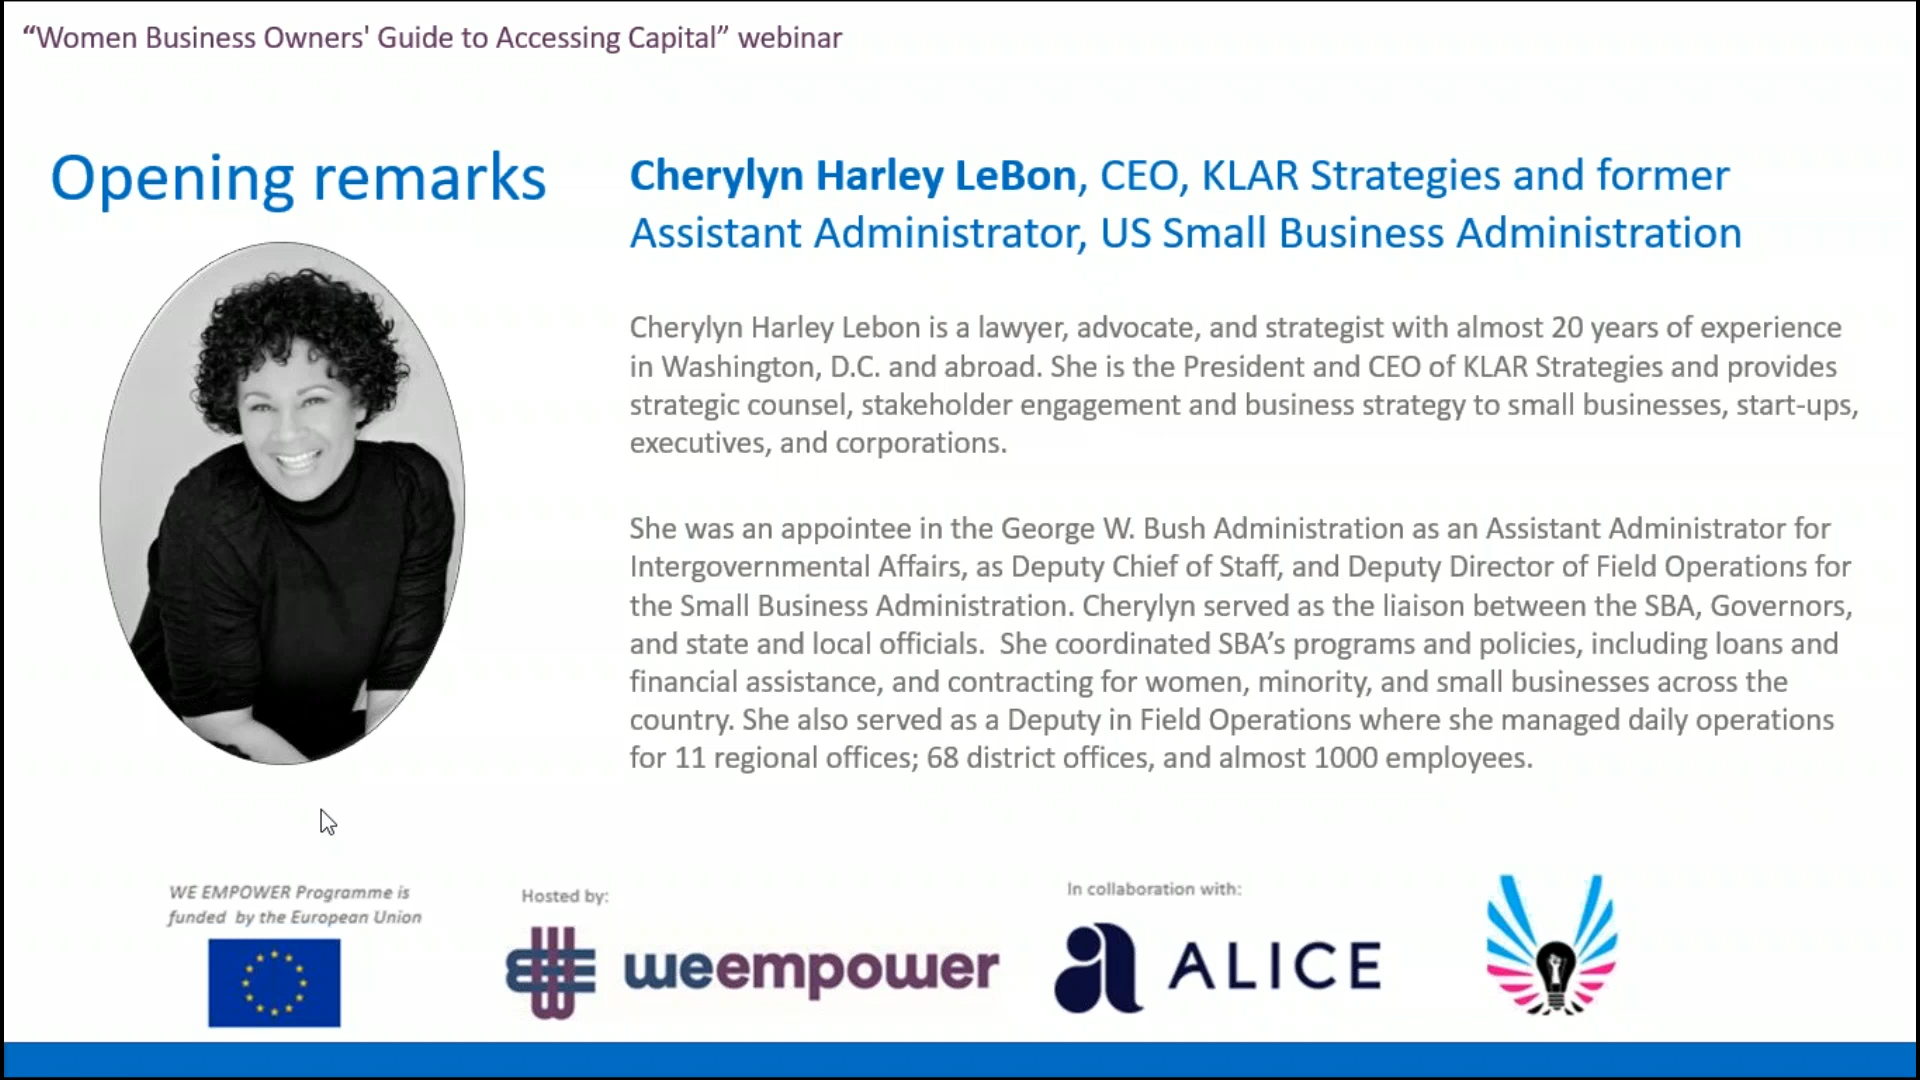 “Women Business Owners' Guide to Accessing Capital” webinar
Opening remarks
Cherylyn Harley LeBon, CEO, KLAR Strategies and former
Assistant Administrator, US Small Business Administration
Cherylyn Harley Lebon is a lawyer, advocate, and strategist with almost 20 years of experience
in Washington, D.C. and abroad. She is the President and CEO of KLAR Strategies and provides
strategic counsel, stakeholder engagement and business strategy to small businesses, start-ups,
executives, and corporations.
She was an appointee in the George W. Bush Administration as an Assistant Administrator for
Intergovernmental Affairs, as Deputy Chief of Staff, and Deputy Director of Field Operations for
the Small Business Administration. Cherylyn served as the liaison between the SBA, Governors,
and state and local officials.  She coordinated SBA’s programs and policies, including loans and
financial assistance, and contracting for women, minority, and small businesses across the
country. She also served as a Deputy in Field Operations where she managed daily operations
for 11 regional offices; 68 district offices, and almost 1000 employees.
WE EMPOWER Programme is
funded  by the European Union
Hosted by:
weempower
In collaboration with:
a ALICE